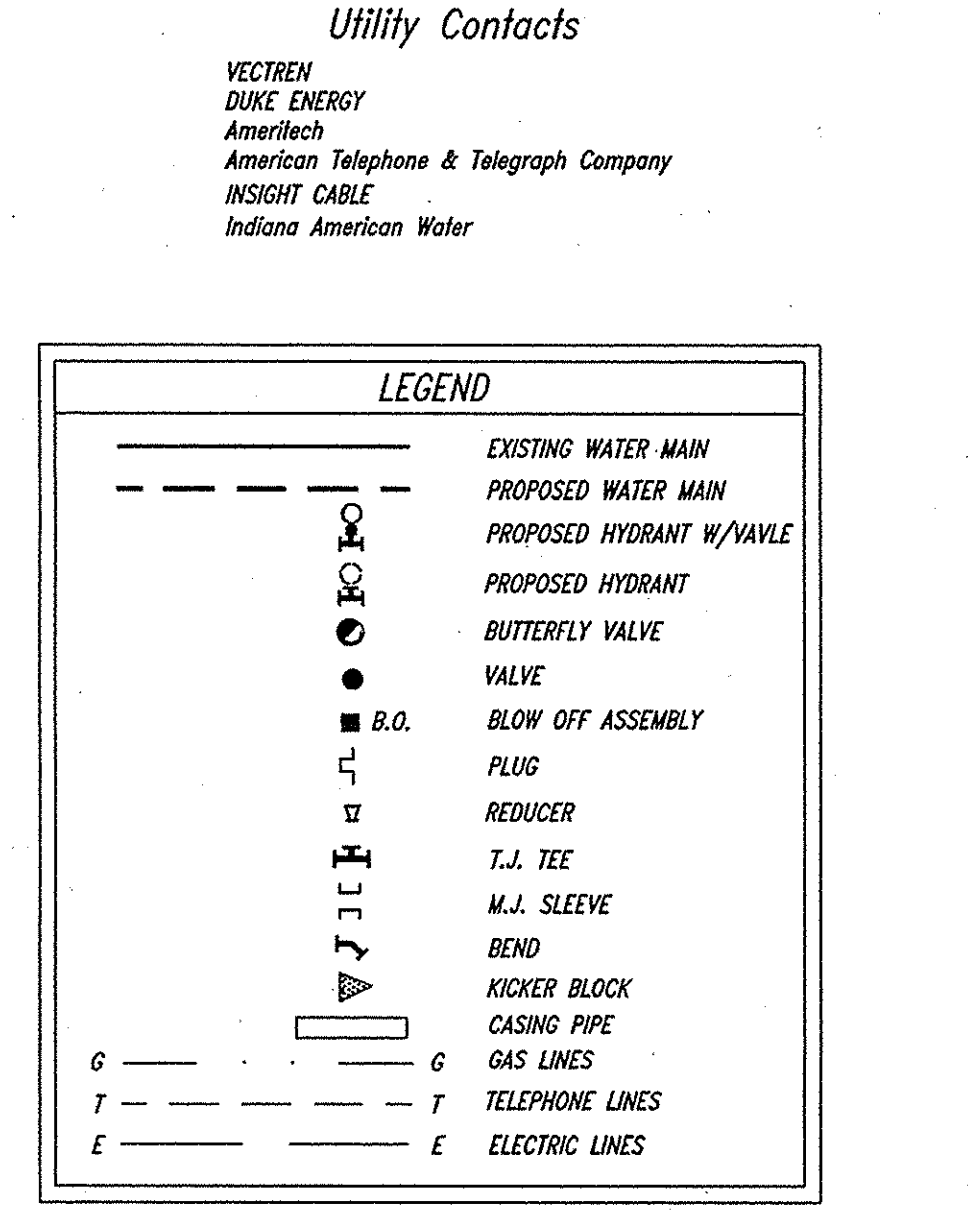 Utility Contacts
VECTREN
DUKE ENERGY
Ameritech
American Telephone & Telegraph Company
INSIGHT CABLE
Indiana American Water
LEGEND
EXISTING WATER MAIN
PROPOSED WATER MAIN
PROPOSED HYDRANT W/VAVLE
PROPOSED HYDRANT
BUTTERFLY VALVE
VALVE
B.O. BLOW OFF ASSEMBLY
PLUG
REDUCER
T.J. TEE
M.J. SLEEVE
BEND
KICKER BLOCK
CASING PIPE
G G GAS LINES
T T TELEPHONE LINES
E E ELECTRIC LINES